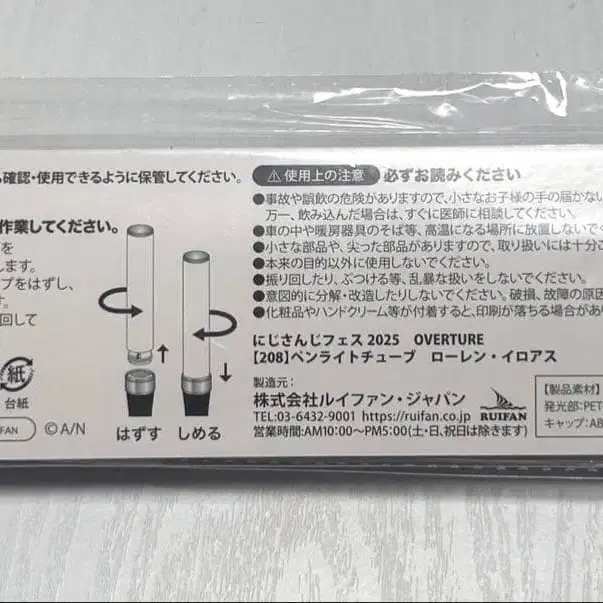 確認・使用できるように保管してください。
作業してください。
を
します。
プをはずし、
す。
回して
紙
台紙
FAN
©A/N
はずす しめる
⚠使用上の注意 必ずお読みください
●事故や誤飲の危険がありますので、小さなお子様の手の届かない
万一、飲み込んだ場合は、すぐに医師に相談してください。
●車の中や暖房器具のそば等、高温になる場所に放置しないで
●小さな部品や、尖った部品がありますので、取り扱いには十分
●本来の目的以外に使用しないでください。
●振り回したり、ぶつける等、乱暴な扱いをしないでください。
●意図的に分解・改造したりしないでください。破損、故障の原因
●化粧品やハンドクリーム等が付着すると、印刷が落ちる場合があり
にじさんじフェス 2025 OVERTURE
【208】ペンライトチューブ ローレン・イロアス
製造元:
株式会社ルイファン・ジャパン
TEL:03-6432-9001 https://ruifan.co.jp
営業時間:AM10:00〜PM5:00(土・日、祝日は除きます)
RUIFAN
【製品素材】
発光部:PET
キャップ:AB